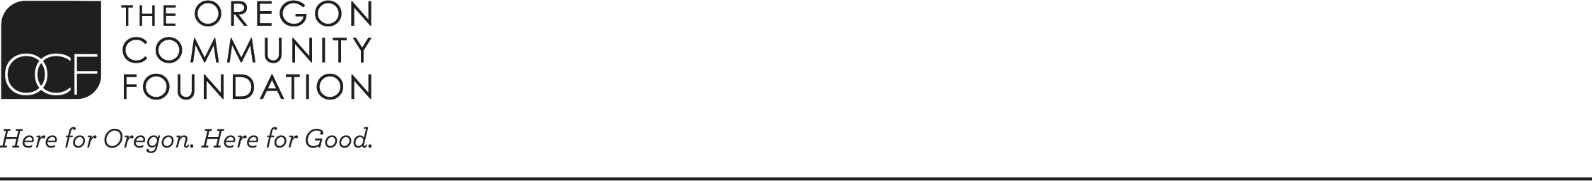 OCF
THE OREGON
COMMUNITY
FOUNDATION
Here for Oregon. Here for Good.